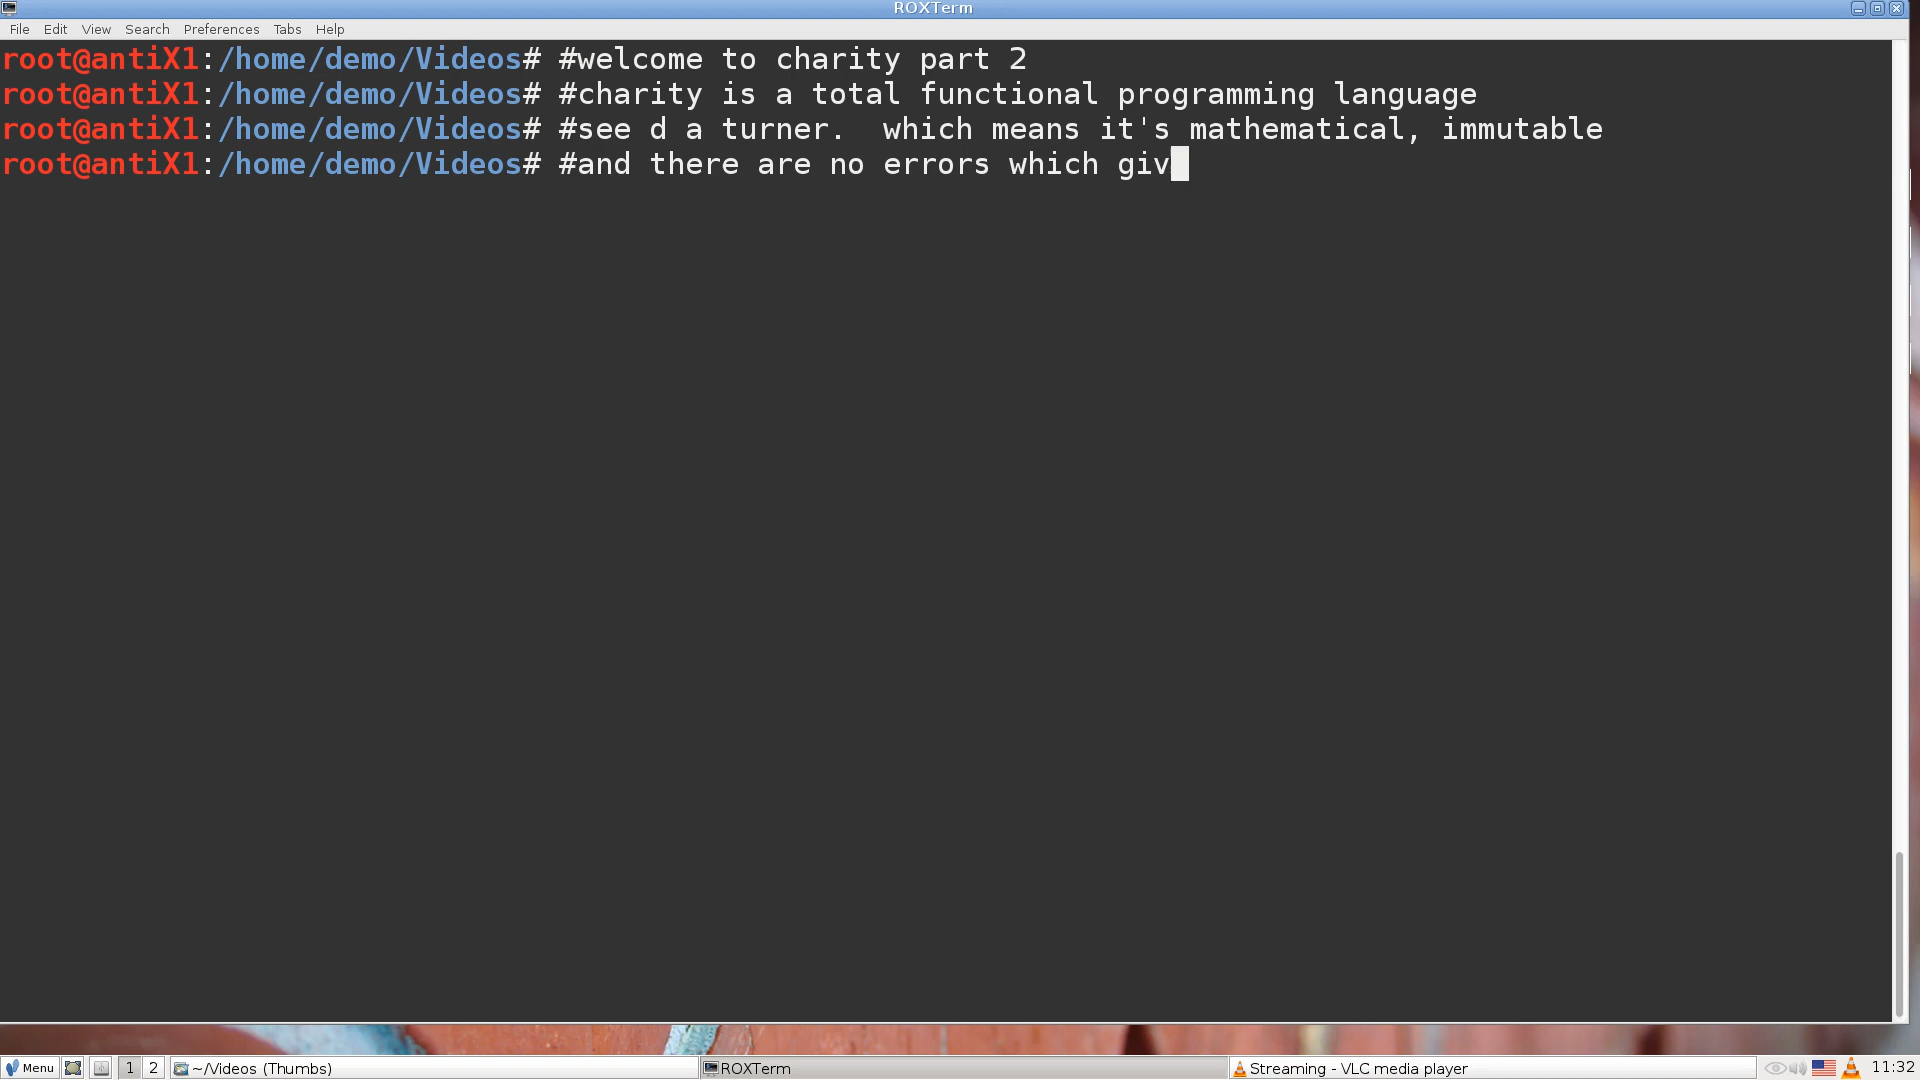 ROXTerm
File Edit View Search Preferences Tabs Help
root@antiX1:/home/demo/Videos# #welcome to charity part 2
root@antiX1:/home/demo/Videos# #charity is a total functional programming language
root@antiX1:/home/demo/Videos# #see d a turner.  which means it's mathematical, immutable
root@antiX1:/home/demo/Videos# #and there are no errors which giv
Menu 1 2 ~/Videos (Thumbs) ROXTerm Streaming - VLC media player 11:32